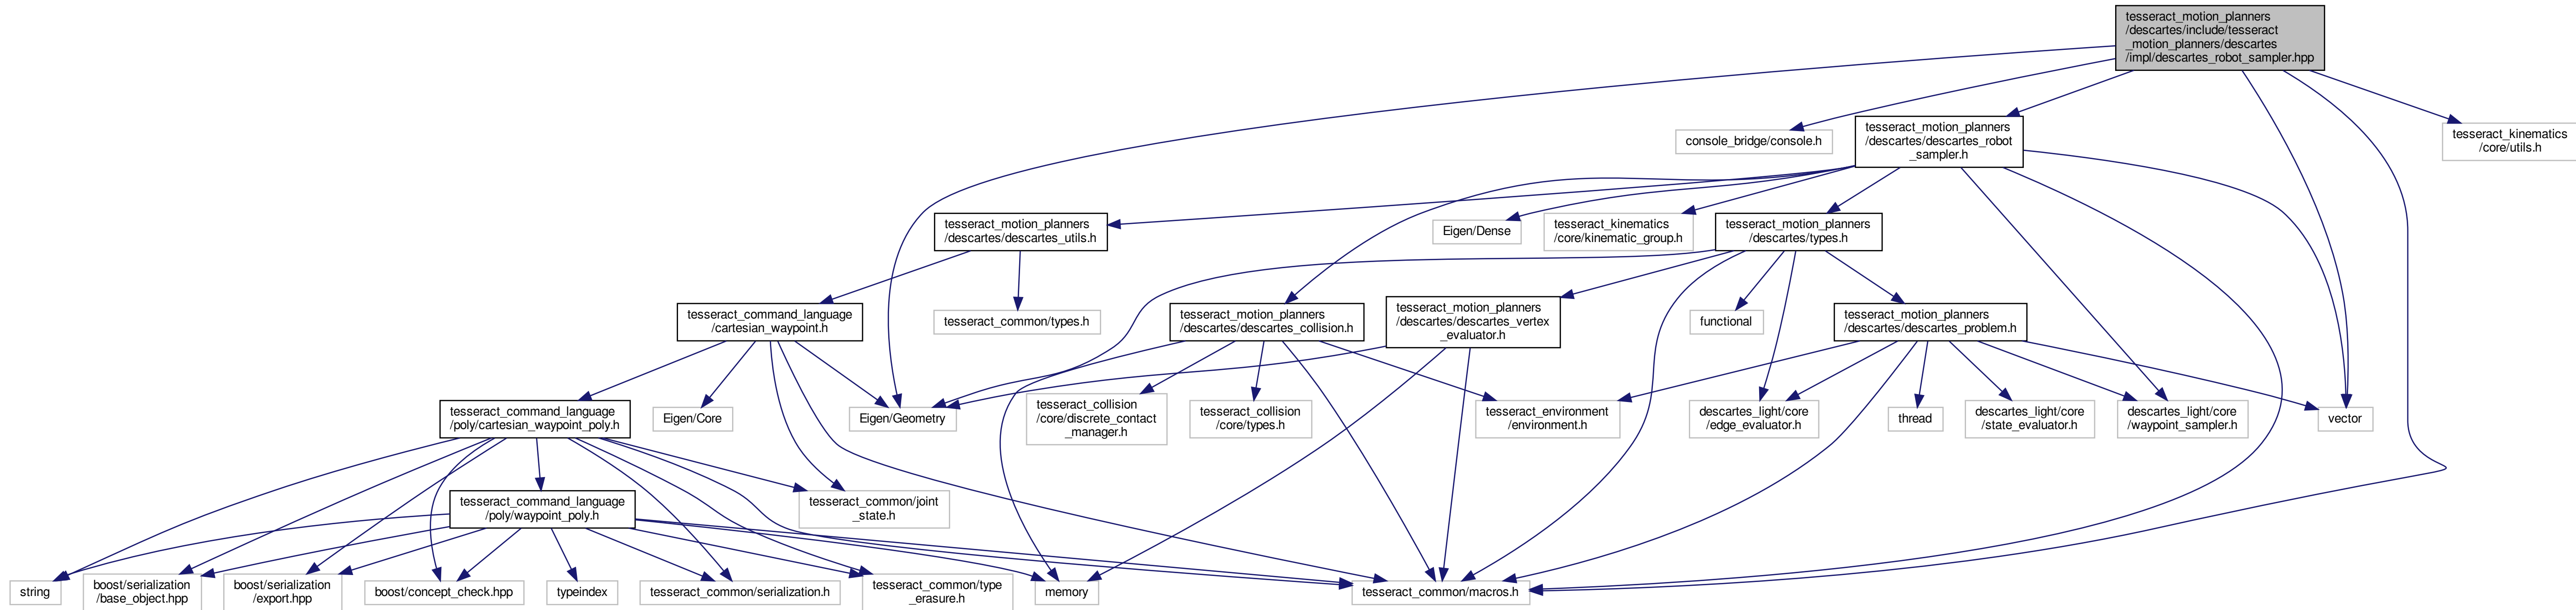 tesseract_motion_planners
/descartes/include/tesseract
_motion_planners/descartes
/impl/descartes_robot_sampler.hpp
console_bridge/console.h
tesseract_motion_planners
/descartes/descartes_robot
_sampler.h
tesseract_kinematics
/core/utils.h
tesseract_motion_planners
/descartes/descartes_utils.h
Eigen/Dense
tesseract_kinematics
/core/kinematic_group.h
tesseract_motion_planners
/descartes/types.h
tesseract_command_language
/cartesian_waypoint.h
tesseract_common/types.h
tesseract_motion_planners
/descartes/descartes_collision.h
tesseract_motion_planners
/descartes/descartes_vertex
_evaluator.h
functional
tesseract_motion_planners
/descartes/descartes_problem.h
tesseract_command_language
/poly/cartesian_waypoint_poly.h
Eigen/Core
Eigen/Geometry
tesseract_collision
/core/discrete_contact
_manager.h
tesseract_collision
/core/types.h
tesseract_environment
/environment.h
descartes_light/core
/edge_evaluator.h
thread
descartes_light/core
/state_evaluator.h
descartes_light/core
/waypoint_sampler.h
vector
tesseract_command_language
/poly/waypoint_poly.h
tesseract_common/joint
_state.h
string
boost/serialization
/base_object.hpp
boost/serialization
/export.hpp
boost/concept_check.hpp
typeindex
tesseract_common/serialization.h
tesseract_common/type
_erasure.h
memory
tesseract_common/macros.h